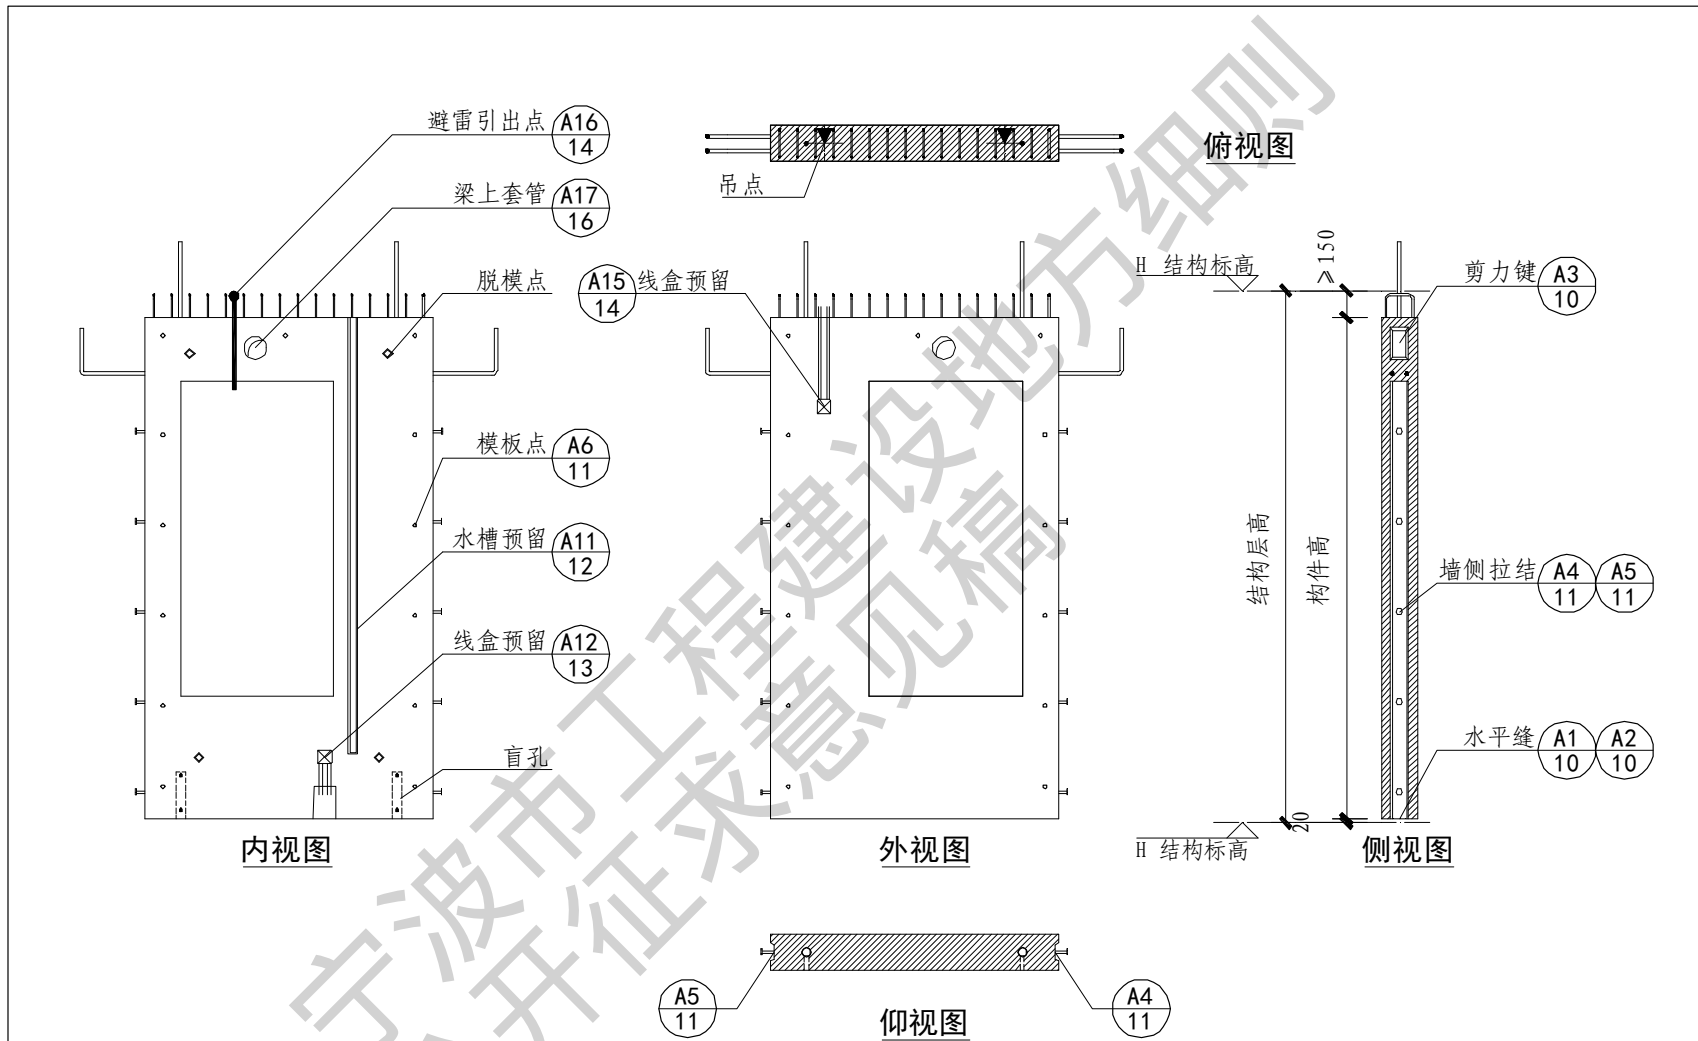 避雷引出点 A16
14
梁上套管 A17
16
脱模点
模板点 A6
11
水槽预留 A11
12
线盒预留 A12
13
盲孔
内视图
俯视图
吊点
A15 线盒预留
14
外视图
H 结构标高
≥150
剪力键 A3
10
结构层高
构件高
墙侧拉结 A4 A5
11 11
水平缝 A1 A2
10 10
20
H 结构标高
侧视图
A5
11
A4
11
仰视图
宁波市工程建设地方细则
公开征求意见稿